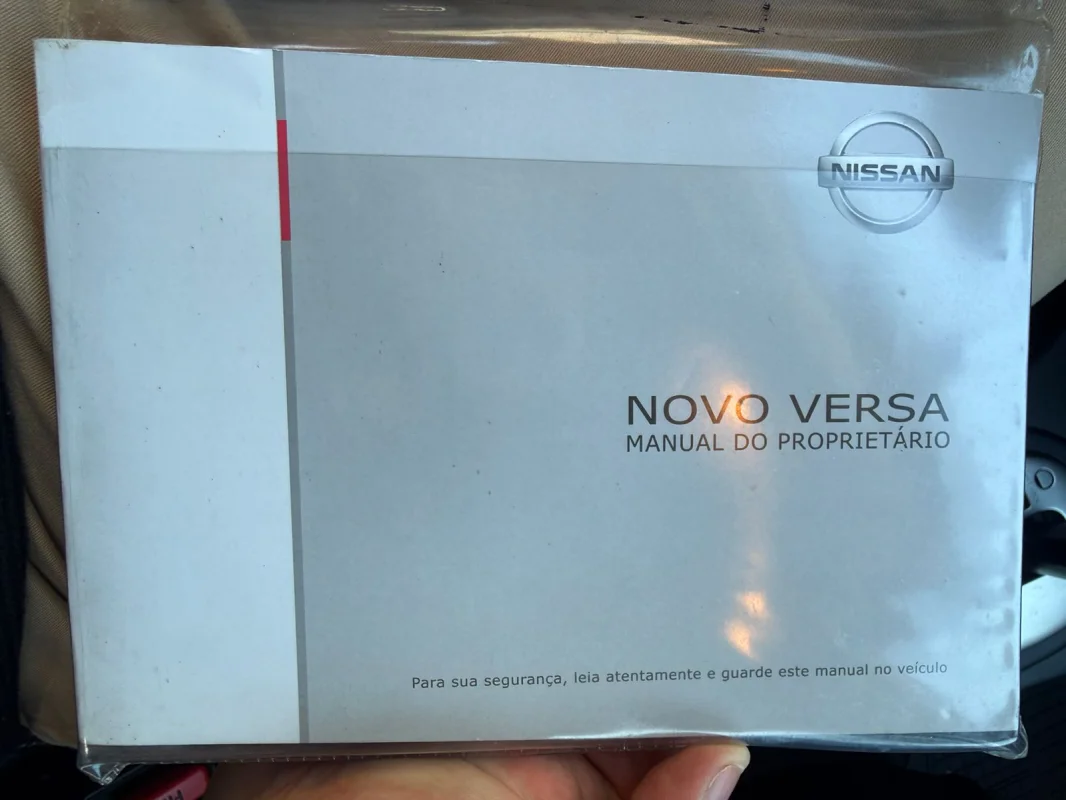 NISSAN
NOVO VERSA
MANUAL DO PROPRIETÁRIO
Para sua segurança, leia atentamente e guarde este manual no veículo